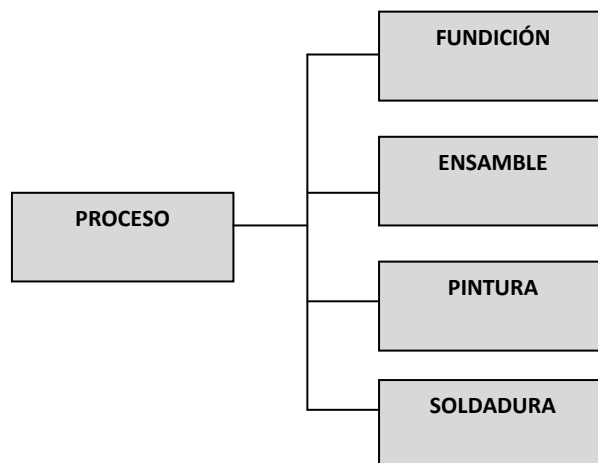 FUNDICIÓN
ENSAMBLE
PROCESO
PINTURA
SOLDADURA